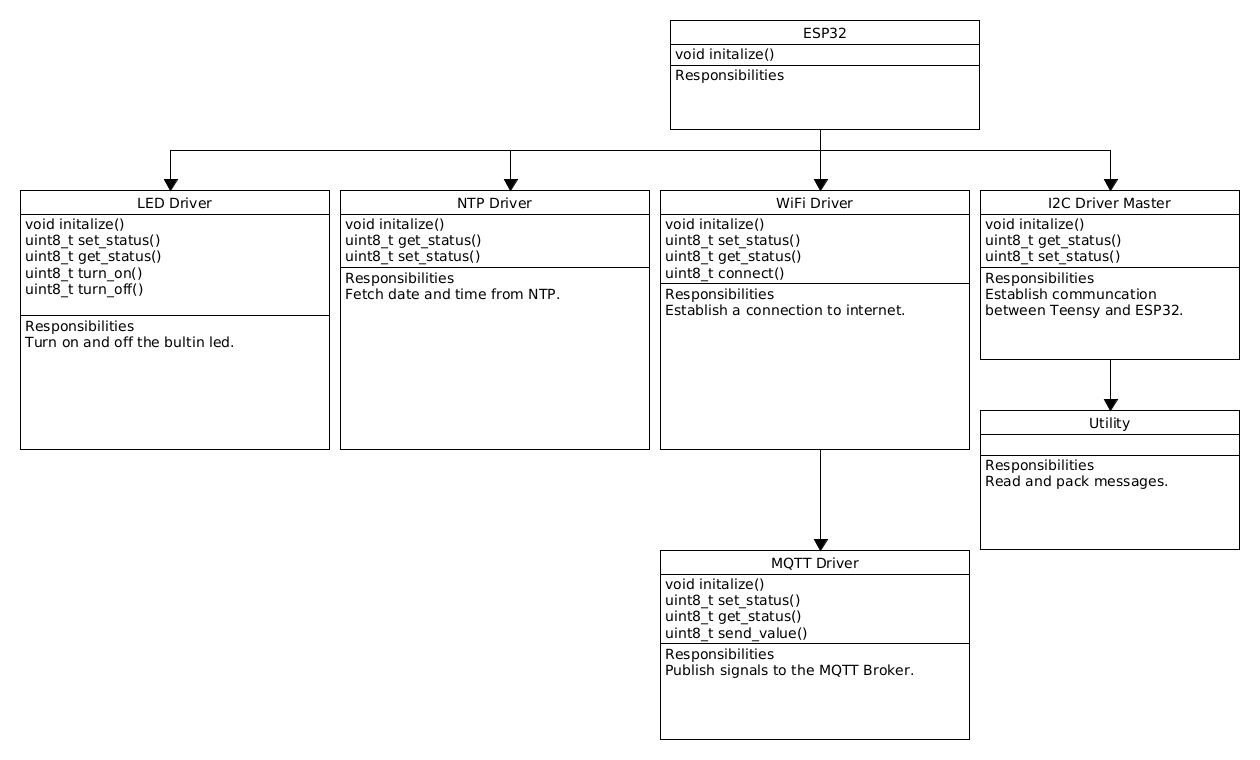 ESP32
void initalize()
Responsibilities
LED Driver
void initalize()
uint8_t set_status()
uint8_t get_status()
uint8_t turn_on()
uint8_t turn_off()
Responsibilities
Turn on and off the bultin led.
NTP Driver
void initalize()
uint8_t get_status()
uint8_t set_status()
Responsibilities
Fetch date and time from NTP.
WiFi Driver
void initalize()
uint8_t set_status()
uint8_t get_status()
uint8_t connect()
Responsibilities
Establish a connection to internet.
I2C Driver Master
void initalize()
uint8_t get_status()
uint8_t set_status()
Responsibilities
Establish communcation
between Teensy and ESP32.
Utility
Responsibilities
Read and pack messages.
MQTT Driver
void initalize()
uint8_t set_status()
uint8_t get_status()
uint8_t send_value()
Responsibilities
Publish signals to the MQTT Broker.